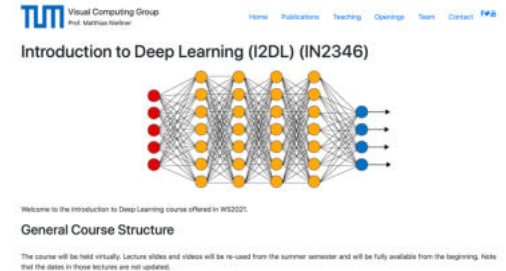 TUM Visual Computing Group
Prof. Matthias Nießner
Home Publications Teaching Openings Team Contact
Introduction to Deep Learning (I2DL) (IN2346)
Welcome to the Introduction to Deep Learning course offered in WS2021.
General Course Structure
The course will be held virtually. Lecture slides and videos will be re-used from the summer semester and will be fully available from the beginning. Note
that the dates in those lectures are not updated.